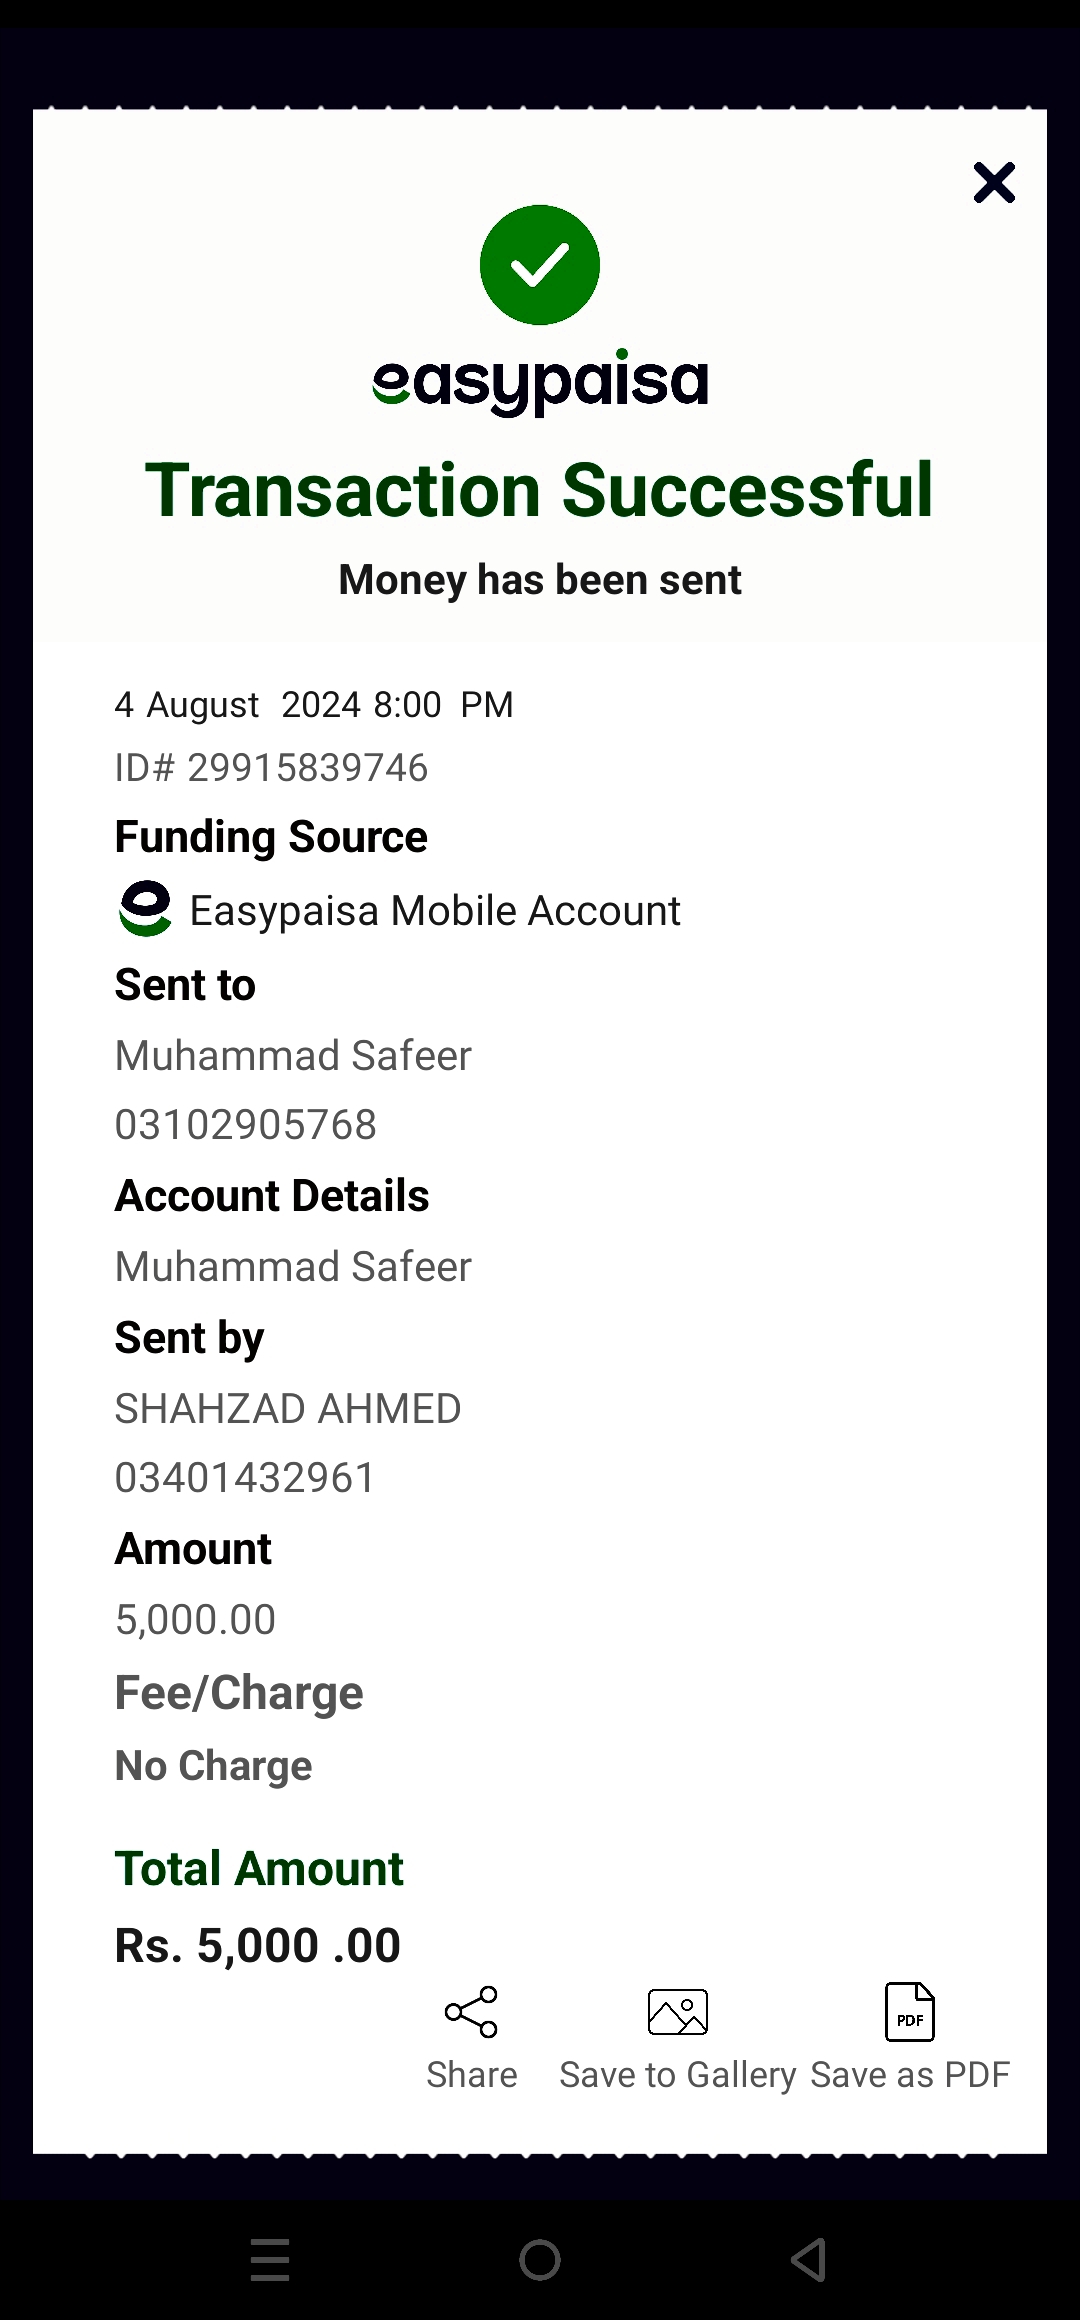 easypaisa
Transaction Successful
Money has been sent
4 August 2024 8:00 PM
ID# 29915839746
Funding Source
Easypaisa Mobile Account
Sent to
Muhammad Safeer
03102905768
Account Details
Muhammad Safeer
Sent by
SHAHZAD AHMED
03401432961
Amount
5,000.00
Fee/Charge
No Charge
Total Amount
Rs. 5,000 .00
PDF
Share Save to Gallery Save as PDF